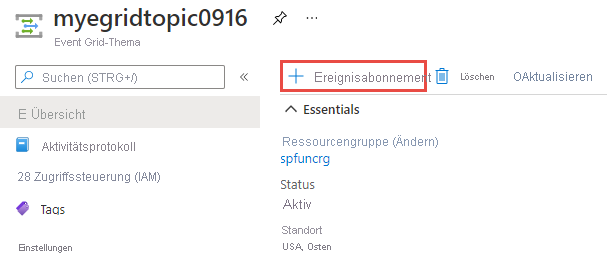 myegridtopic0916
Event Grid-Thema
Suchen (STRG+/)
«
E Übersicht
Aktivitätsprotokoll
28 Zugriffssteuerung (IAM)
Tags
Einstellungen
+ Ereignisabonnement
Löschen
OAktualisieren
Essentials
Ressourcengruppe (Ändern)
spfuncrg
Status
Aktiv
Standort
USA, Osten